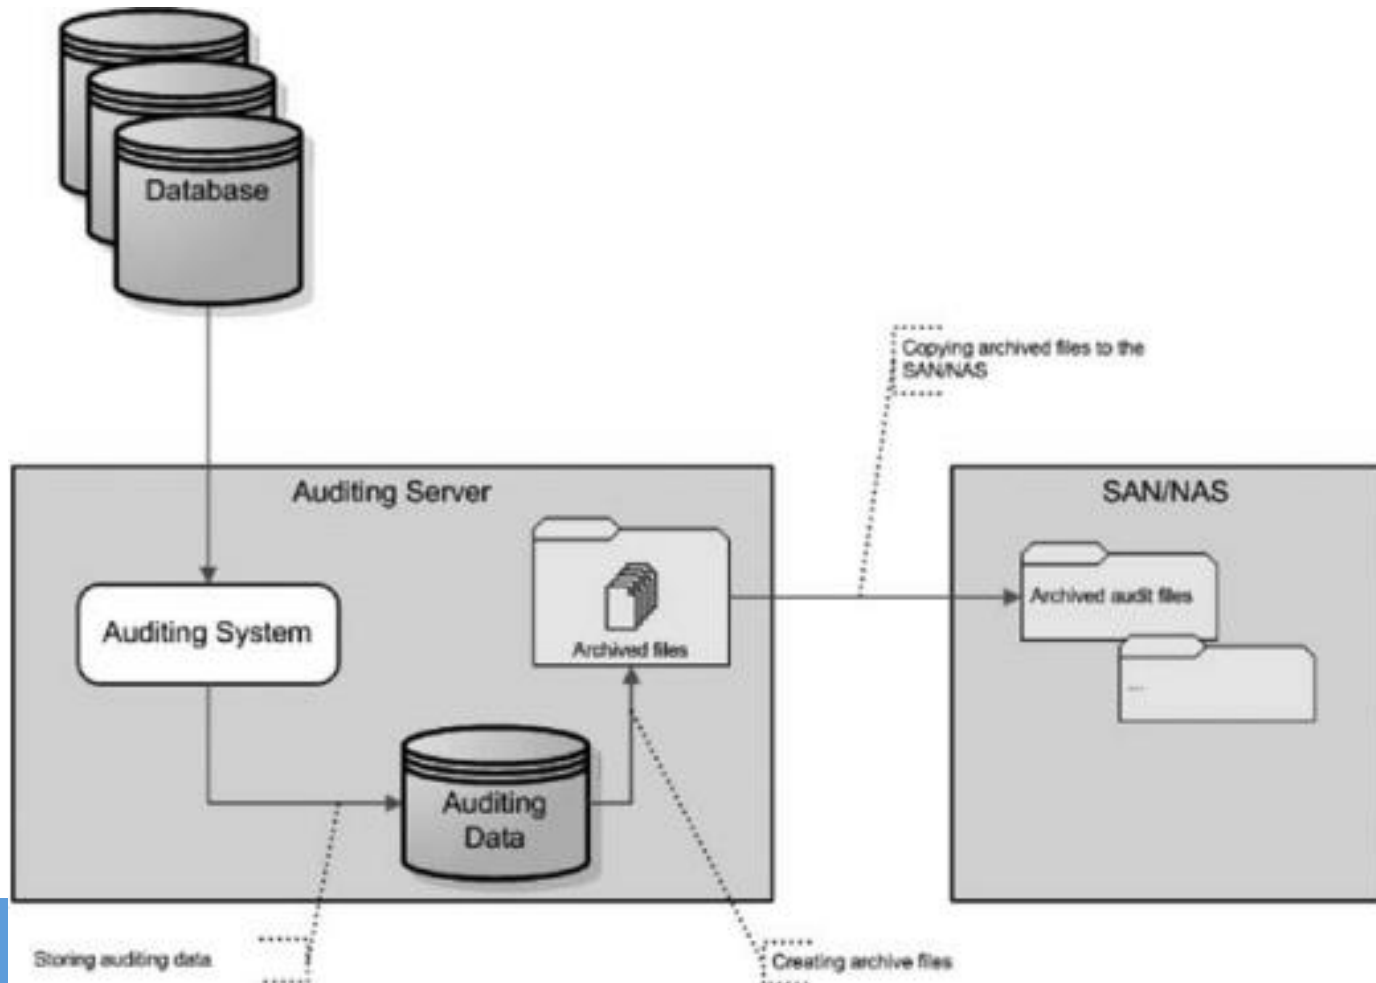 Database
Copying archived files to the
SAN/NAS
Auditing Server
SAN/NAS
Archived audit files
Auditing System
Archived files
....
Auditing
Data
Storing auditing data
Creating archive files